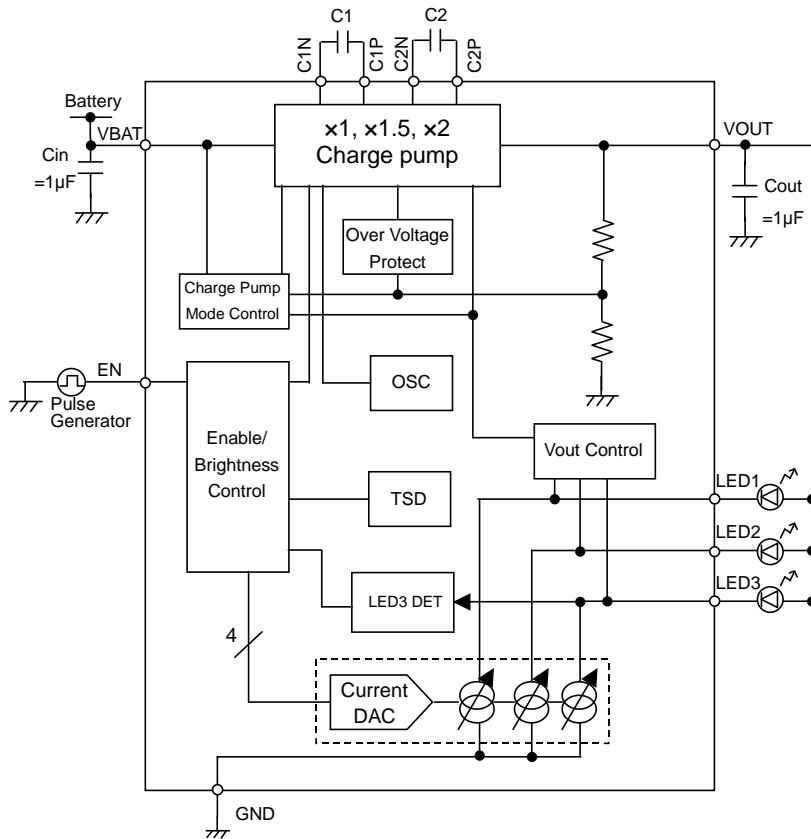 C1
C2
C1N
C1P
C2N
C2P
Battery
VBAT
×1, ×1.5, ×2
Charge pump
VOUT
Cin
=1μF
Cout
=1μF
Over Voltage
Protect
Charge Pump
Mode Control
EN
Pulse
Generator
OSC
Enable/
Brightness
Control
Vout Control
TSD
LED1
LED2
LED3
LED3 DET
4
Current
DAC
GND